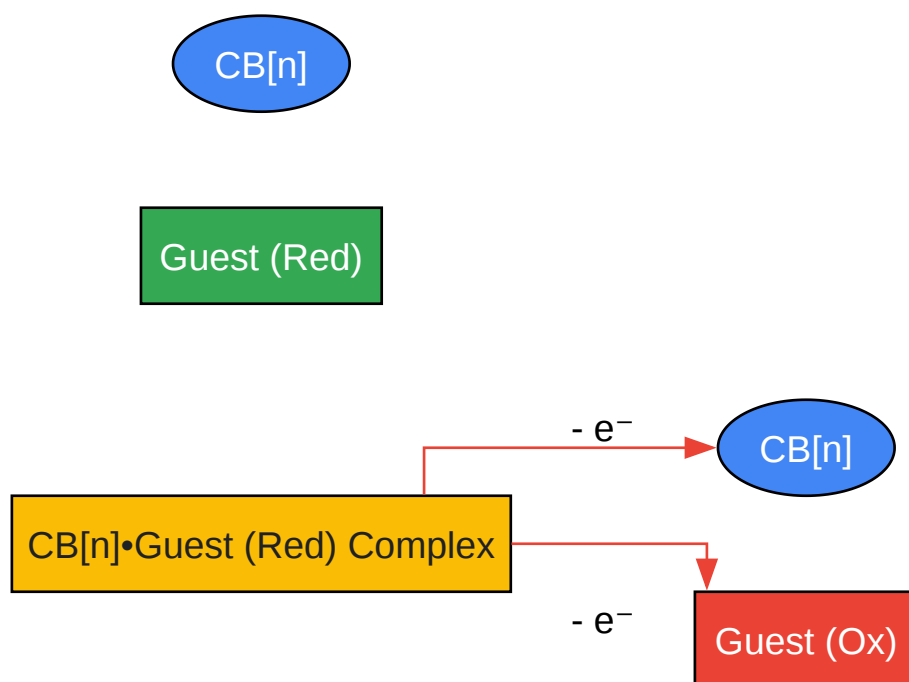 CB[n]
Guest (Red)
- e⁻
CB[n]
CB[n]•Guest (Red) Complex
- e⁻
Guest (Ox)